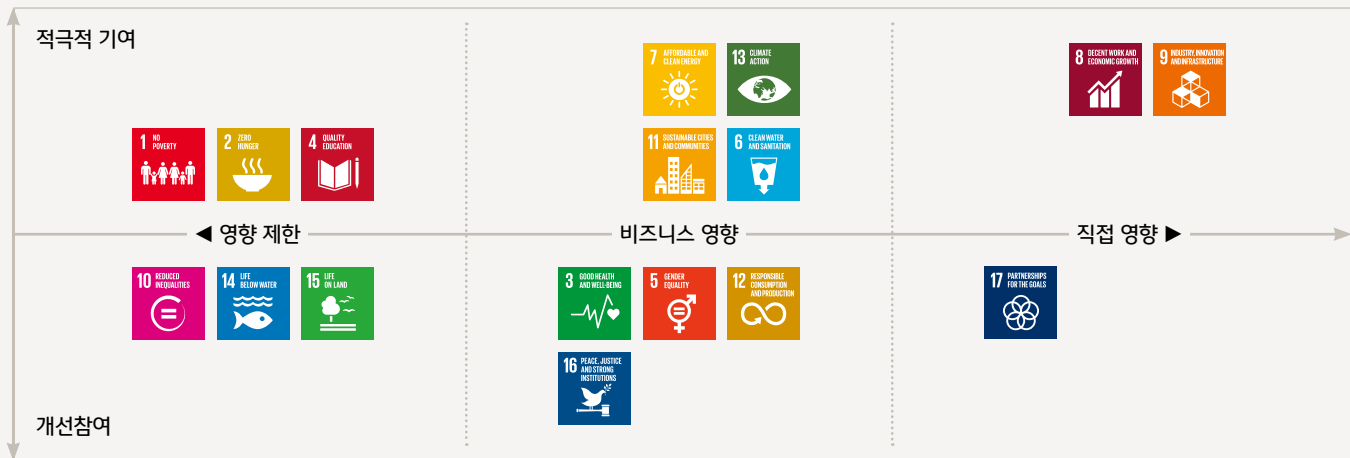 적극적 기여
7 AFFORDABLE AND
CLEAN ENERGY
13 CLIMATE
ACTION
8 DECENT WORK AND
ECONOMIC GROWTH
9 INDUSTRY, INNOVATION
AND INFRASTRUCTURE
1 NO
POVERTY
2 ZERO
HUNGER
4 QUALITY
EDUCATION
11 SUSTAINABLE CITIES
AND COMMUNITIES
6 CLEAN WATER
AND SANITATION
◀ 영향 제한
비즈니스 영향
직접 영향 ▶
10 REDUCED
INEQUALITIES
14 LIFE
BELOW WATER
15 LIFE
ON LAND
3 GOOD HEALTH
AND WELL-BEING
5 GENDER
EQUALITY
12 RESPONSIBLE
CONSUMPTION
AND PRODUCTION
17 PARTNERSHIPS
FOR THE GOALS
16 PEACE, JUSTICE
AND STRONG
INSTITUTIONS
개선참여